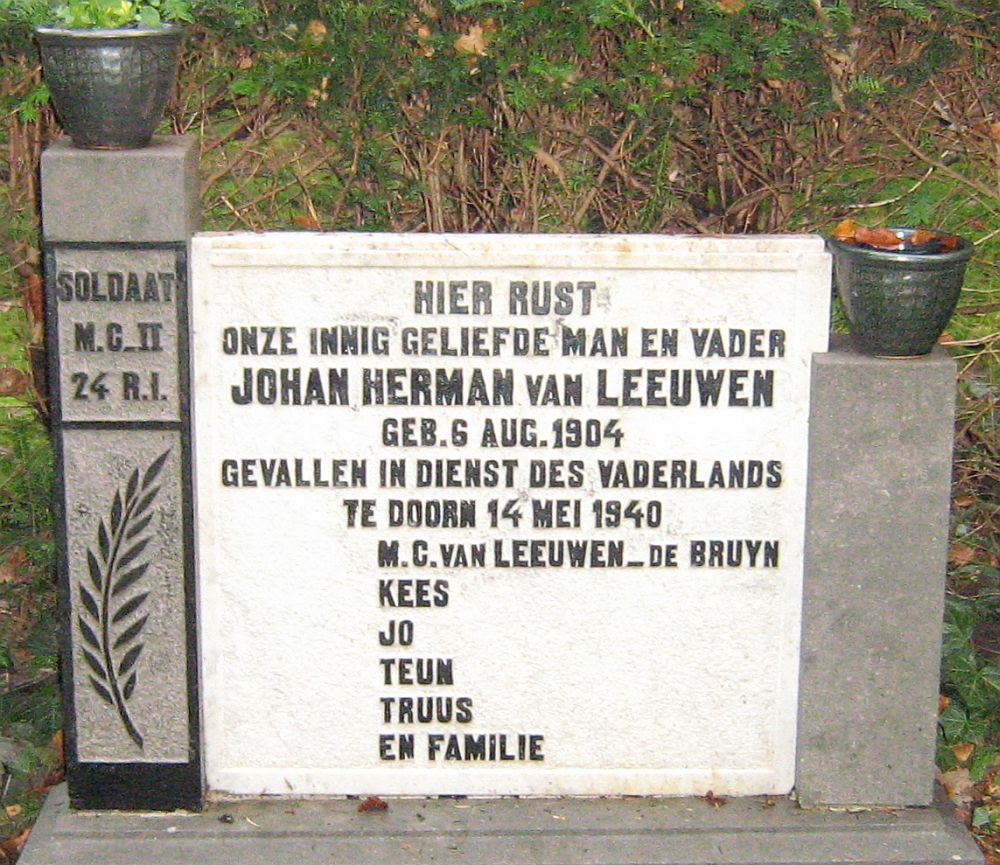 SOLDAAT
M.C._II
24 R.I.
HIER RUST
ONZE INNIG GELIEFDE MAN EN VADER
JOHAN HERMAN VAN LEEUWEN
GEB. 6 AUG. 1904
GEVALLEN IN DIENST DES VADERLANDS
TE DOORN 14 MEI 1940
M.C. VAN LEEUWEN_DE BRUYN
KEES
JO
TEUN
TRUUS
EN FAMILIE